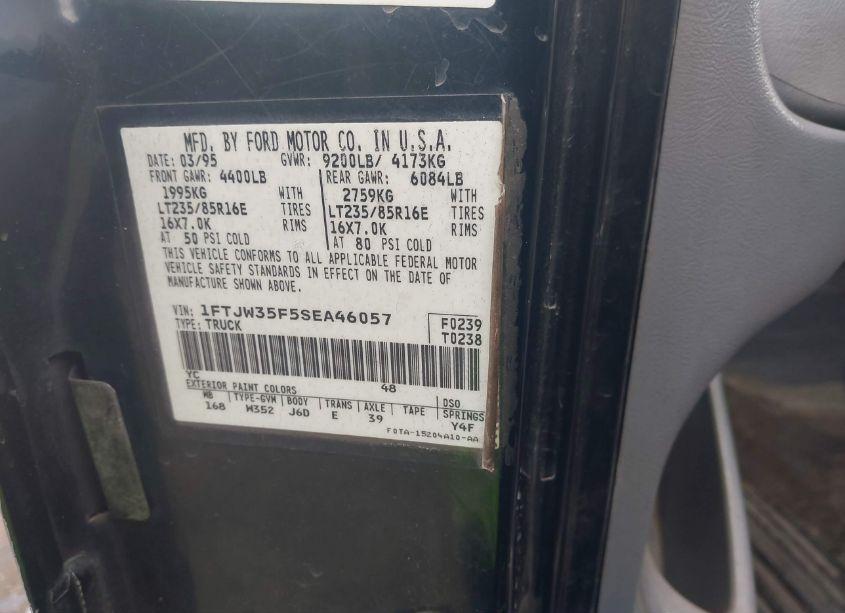 MFD. BY FORD MOTOR CO. IN U.S.A.
DATE: 03/95 GVWR: 9200LB/ 4173KG
FRONT GAWR: 4400LB REAR GAWR: 6084LB
1995KG WITH 2759KG WITH
LT235/85R16E TIRES LT235/85R16E TIRES
16X7.0K RIMS 16X7.0K RIMS
AT 50 PSI COLD AT 80 PSI COLD
THIS VEHICLE CONFORMS TO ALL APPLICABLE FEDERAL MOTOR
VEHICLE SAFETY STANDARDS IN EFFECT ON THE DATE OF
MANUFACTURE SHOWN ABOVE.
VIN: 1FTJW35F5SEA46057 F0239
TYPE: TRUCK T0238
YC 48
EXTERIOR PAINT COLORS DSO
WB TYPE-GVW BODY TRANS AXLE TAPE SPRINGS
168 W352 J6D E 39 Y4F
F0TA-15204A10-AA